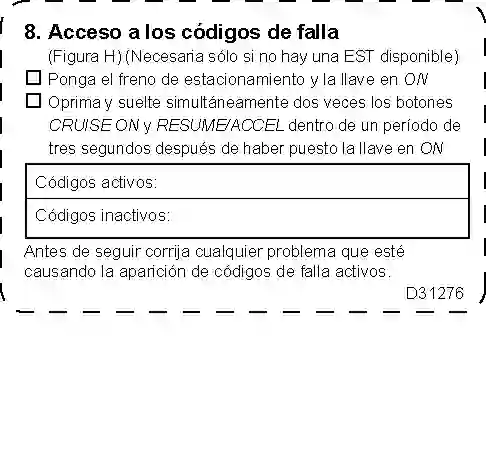 8. Acceso a los códigos de falla
(Figura H) (Necesaria sólo si no hay una EST disponible)
Ponga el freno de estacionamiento y la llave en ON
Oprima y suelte simultáneamente dos veces los botones
CRUISE ON y RESUME/ACCEL dentro de un período de
tres segundos después de haber puesto la llave en ON
Códigos activos:
Códigos inactivos:
Antes de seguir corrija cualquier problema que esté
causando la aparición de códigos de falla activos.
D31276